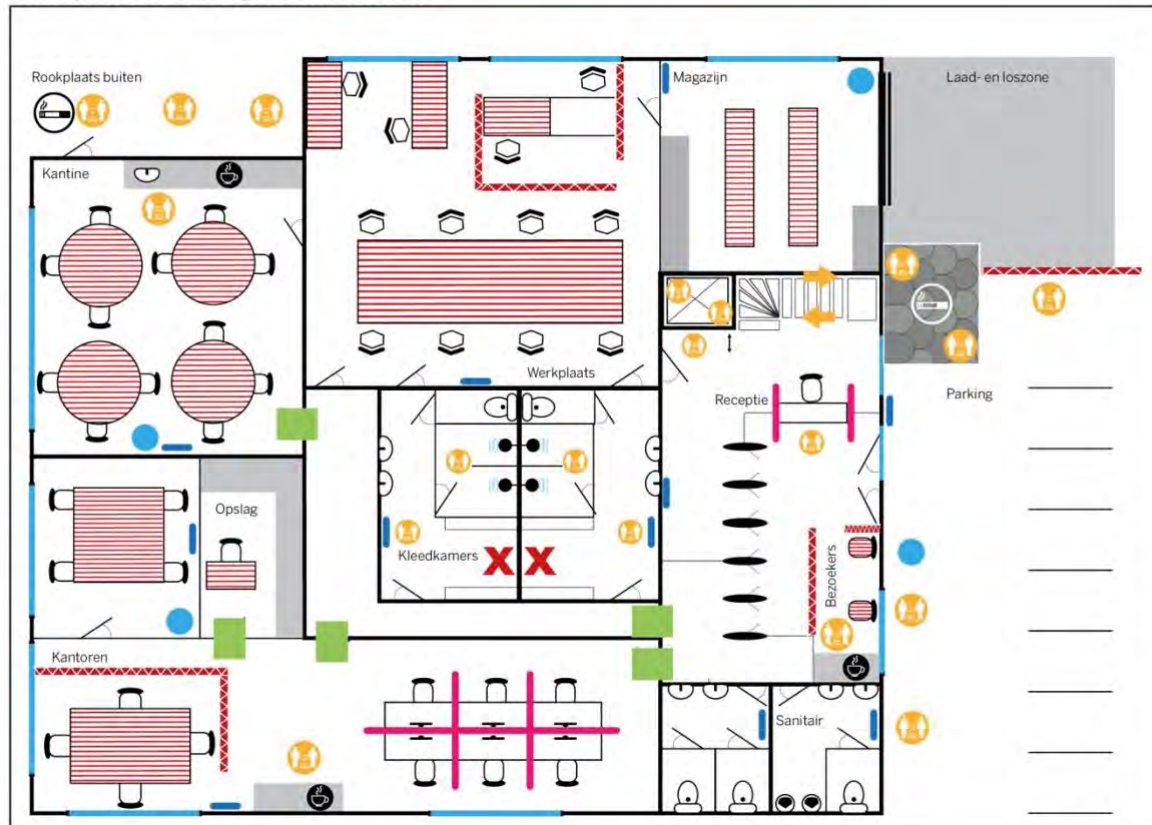 Rookplaats buiten
Magazijn
Laad- en loszone
Kantine
Werkplaats
Receptie
Parking
Opslag
Kleedkamers
Bezoekers
Kantoren
Sanitair